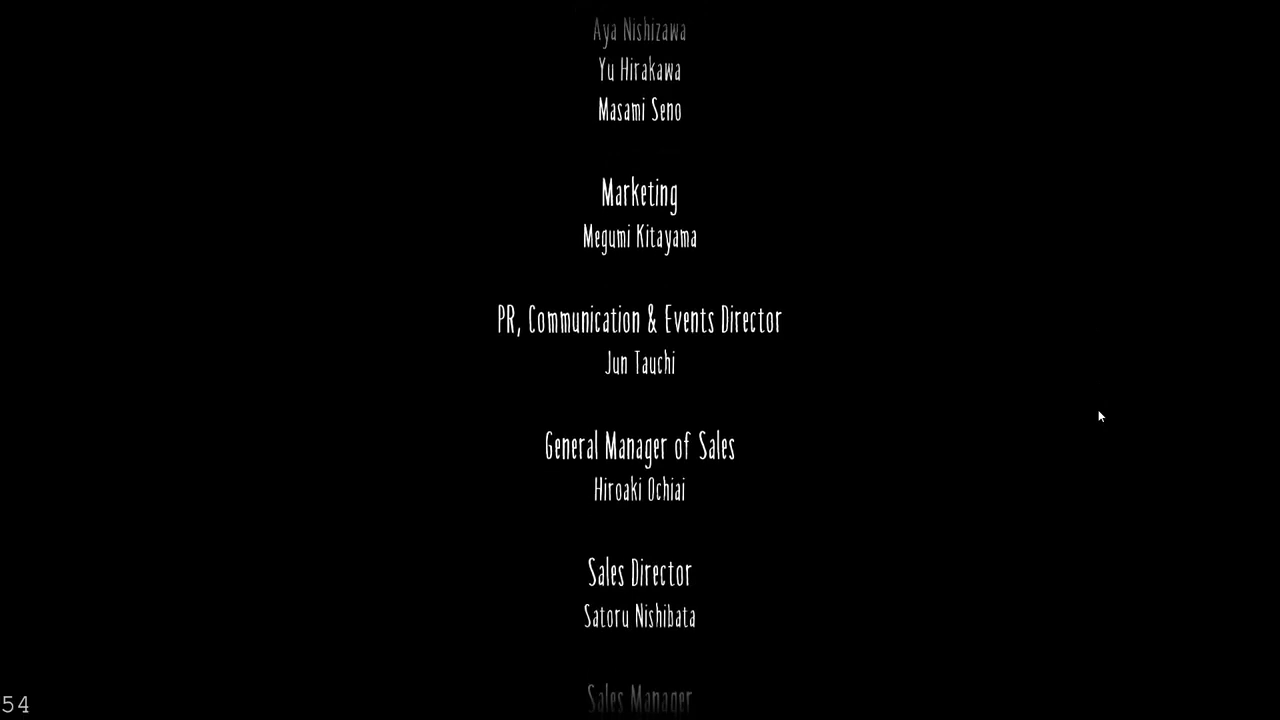 Aya Nishizawa
Yu Hirakawa
Masami Seno
Marketing
Megumi Kitayama
PR, Communication & Events Director
Jun Tauchi
General Manager of Sales
Hiroaki Ochiai
Sales Director
Satoru Nishibata
Sales Manager
54